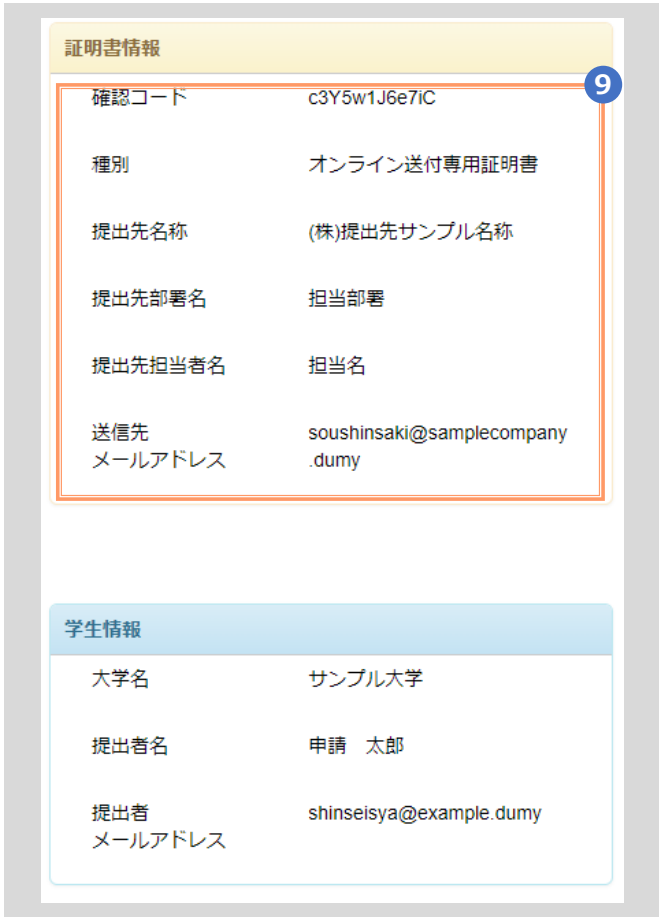 証明書情報
9
確認コード c3Y5w1J6e7iC
種別 オンライン送付専用証明書
提出先名称 (株)提出先サンプル名称
提出先部署名 担当部署
提出先担当者名 担当名
送信先 soushinsaki@samplecompany
メールアドレス .dumy
学生情報
大学名 サンプル大学
提出者名 申請　太郎
提出者 shinseisya@example.dumy
メールアドレス